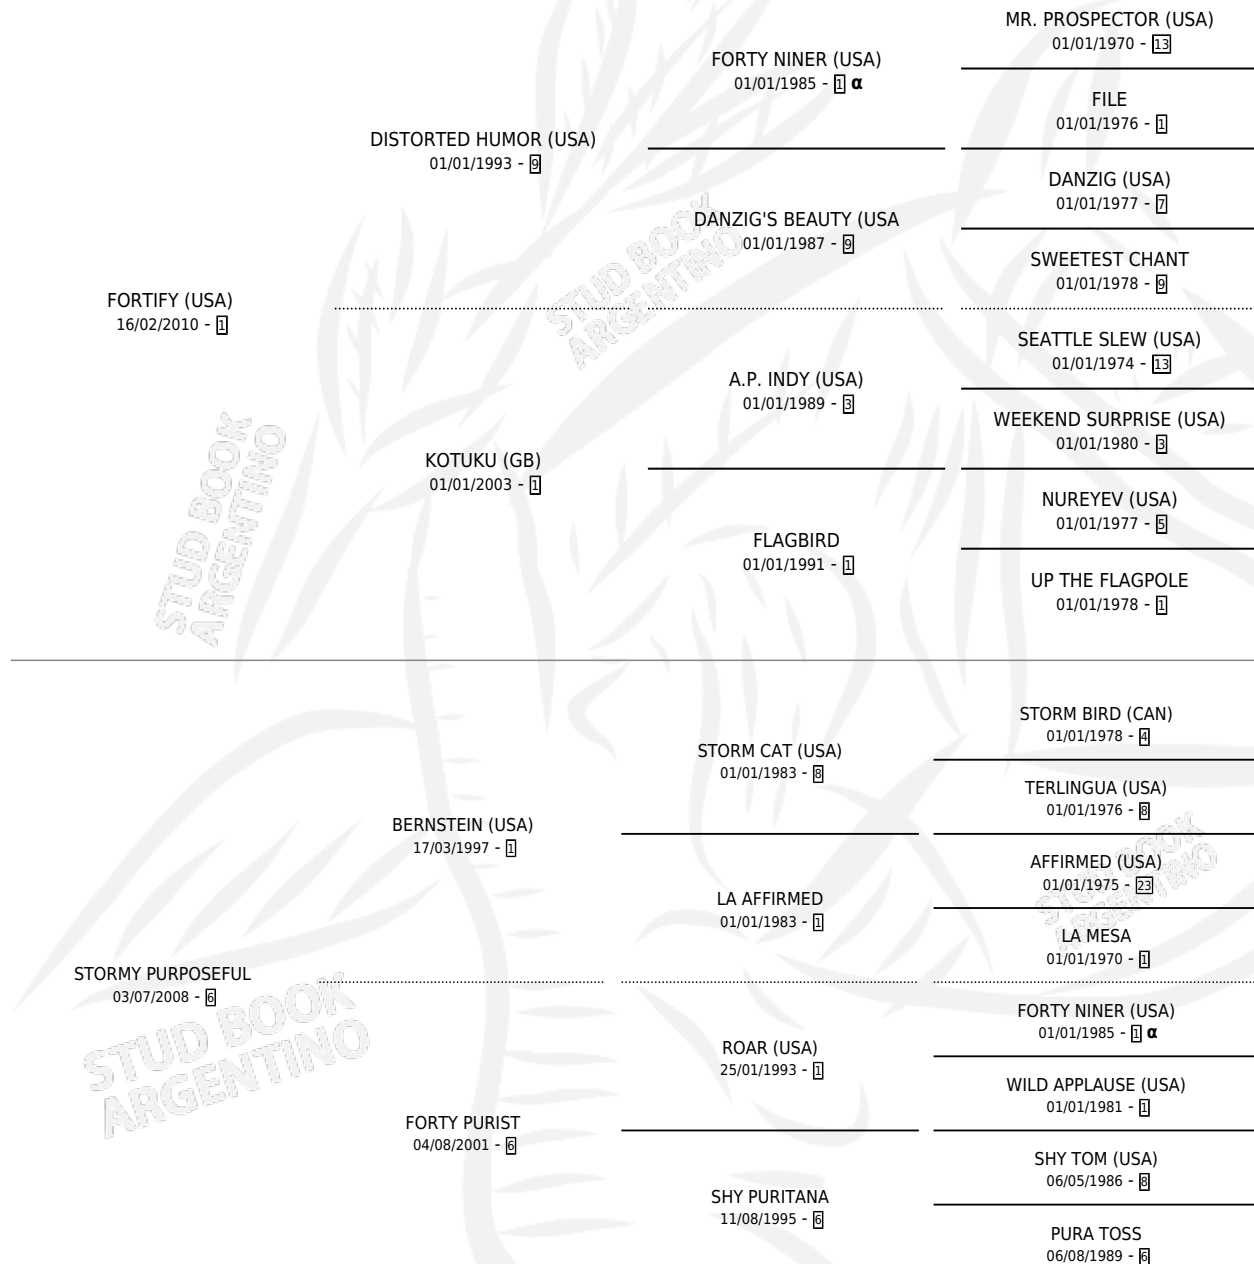 MR. PROSPECTOR (USA)
01/01/1970 - 13
FORTY NINER (USA)
01/01/1985 - 1 α
FILE
01/01/1976 - 1
DISTORTED HUMOR (USA)
01/01/1993 - 9
DANZIG (USA)
01/01/1977 - 7
DANZIG'S BEAUTY (USA
01/01/1987 - 9
SWEETEST CHANT
01/01/1978 - 9
FORTIFY (USA)
16/02/2010 - 1
SEATTLE SLEW (USA)
01/01/1974 - 13
A.P. INDY (USA)
01/01/1989 - 3
WEEKEND SURPRISE (USA)
01/01/1980 - 3
KOTUKU (GB)
01/01/2003 - 1
NUREYEV (USA)
01/01/1977 - 5
FLAGBIRD
01/01/1991 - 1
UP THE FLAGPOLE
01/01/1978 - 1
STORM BIRD (CAN)
01/01/1978 - 4
STORM CAT (USA)
01/01/1983 - 8
TERLINGUA (USA)
01/01/1976 - 8
BERNSTEIN (USA)
17/03/1997 - 1
AFFIRMED (USA)
01/01/1975 - 23
LA AFFIRMED
01/01/1983 - 1
LA MESA
01/01/1970 - 1
STORMY PURPOSEFUL
03/07/2008 - 6
FORTY NINER (USA)
01/01/1985 - 1 α
ROAR (USA)
25/01/1993 - 1
WILD APPLAUSE (USA)
01/01/1981 - 1
FORTY PURIST
04/08/2001 - 6
SHY TOM (USA)
06/05/1986 - 8
SHY PURITANA
11/08/1995 - 6
PURA TOSS
06/08/1989 - 6
STUD BOOK
ARGENTINO
STUD BOOK
ARGENTINO
STUD BOOK
ARGENTINO
STUD BOOK
ARGENTINO